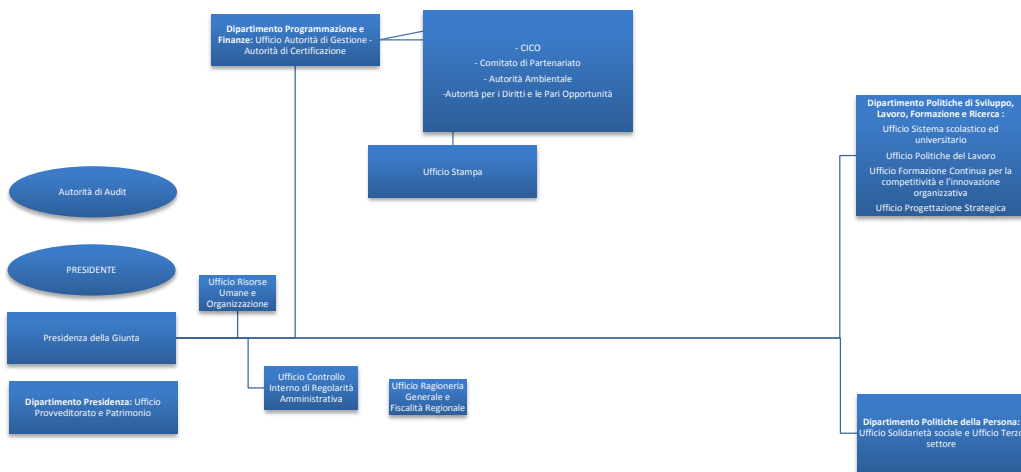 Dipartimento Programmazione e
Finanze: Ufficio Autorità di Gestione -
Autorità di Certificazione
- CICO
- Comitato di Partenariato
- Autorità Ambientale
-Autorità per i Diritti e le Pari Opportunità
Ufficio Stampa
Dipartimento Politiche di Sviluppo,
Lavoro, Formazione e Ricerca :
Ufficio Sistema scolastico ed
universitario
Ufficio Politiche del Lavoro
Ufficio Formazione Continua per la
competitività e l'innovazione
organizzativa
Ufficio Progettazione Strategica
Autorità di Audit
PRESIDENTE
Ufficio Risorse
Umane e
Organizzazione
Presidenza della Giunta
Ufficio Controllo
Interno di Regolarità
Amministrativa
Ufficio Ragioneria
Generale e
Fiscalità Regionale
Dipartimento Presidenza: Ufficio
Provveditorato e Patrimonio
Dipartimento Politiche della Persona:
Ufficio Solidarietà sociale e Ufficio Terzo
settore